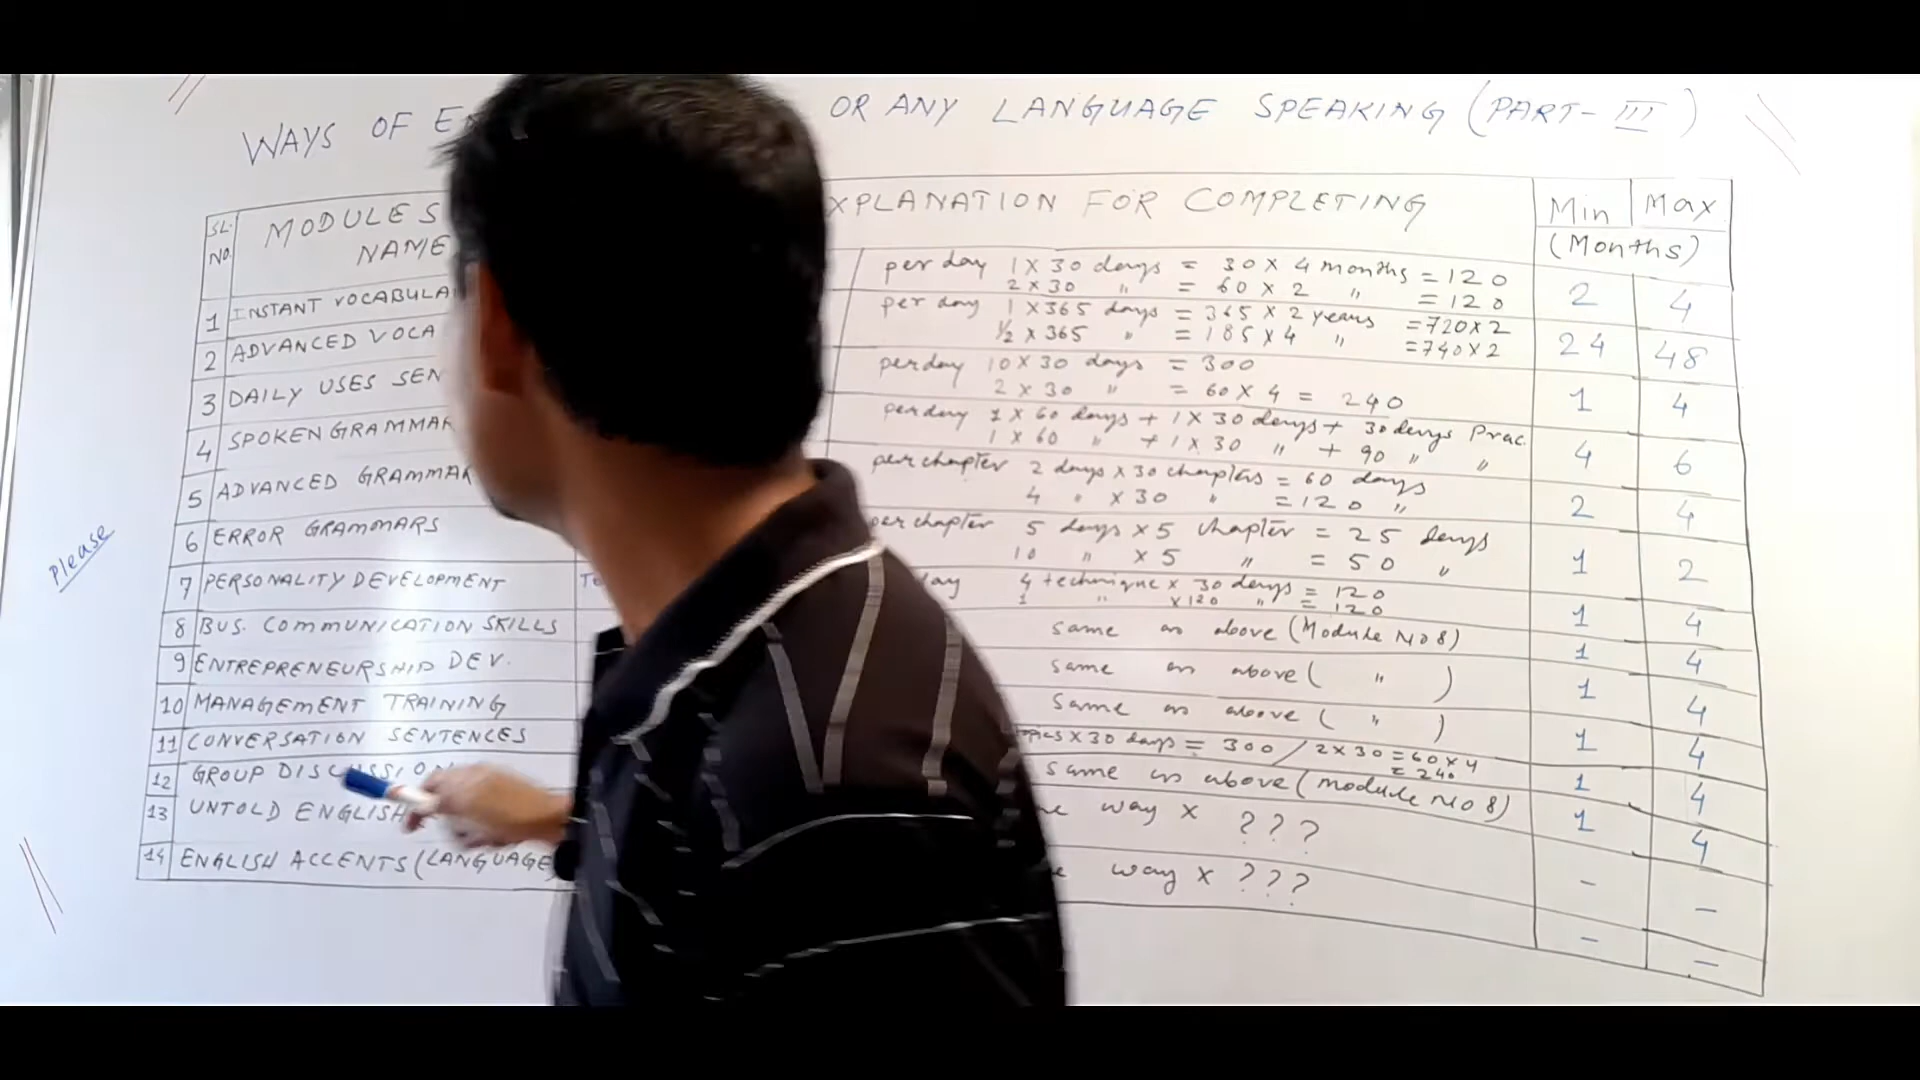 WAYS OF OR ANY LANGUAGE SPEAKING (PART-III)
SL. NO. MODULES NAME XPLANATION FOR COMPLETING Min Max (Months)
1 INSTANT VOCABULA per day 1 X 30 days = 30 X 4 months = 120 2 4
2 X 30 " = 60 X 2 " = 120
2 ADVANCED VOCA per day 1 X 365 days = 365 X 2 years = 720 X 2 24 48
½ X 365 " = 185 X 4 " = 740 X 2
3 DAILY USES SEN per day 10 X 30 days = 300 1 4
2 X 30 " = 60 X 4 = 240
4 SPOKEN GRAMMAR per day 1 X 60 days + 1 X 30 days + 30 days Prac. 4 6
1 X 60 " + 1 X 30 " + 90 " "
5 ADVANCED GRAMMAR per chapter 2 days X 30 chapters = 60 days 2 4
4 " X 30 " = 120 "
6 ERROR GRAMMARS per chapter 5 days X 5 chapter = 25 days 1 2
10 " X 5 " = 50 "
7 PERSONALITY DEVELOPMENT ay 4 technique X 30 days = 120 1 4
1 " X 120 " = 120
8 BUS. COMMUNICATION SKILLS same as above (Module No 8) 1 4
9 ENTREPRENEURSHIP DEV. same as above ( " ) 1 4
10 MANAGEMENT TRAINING same as above ( " ) 1 4
11 CONVERSATION SENTENCES topics X 30 days = 300 / 2 X 30 = 60 X 4 1 4
= 240
12 GROUP DISCUSSION same as above (module No 8) 1 4
13 UNTOLD ENGLISH way X ??? - -
14 ENGLISH ACCENTS (LANGUAGE) way X ??? - -
Please